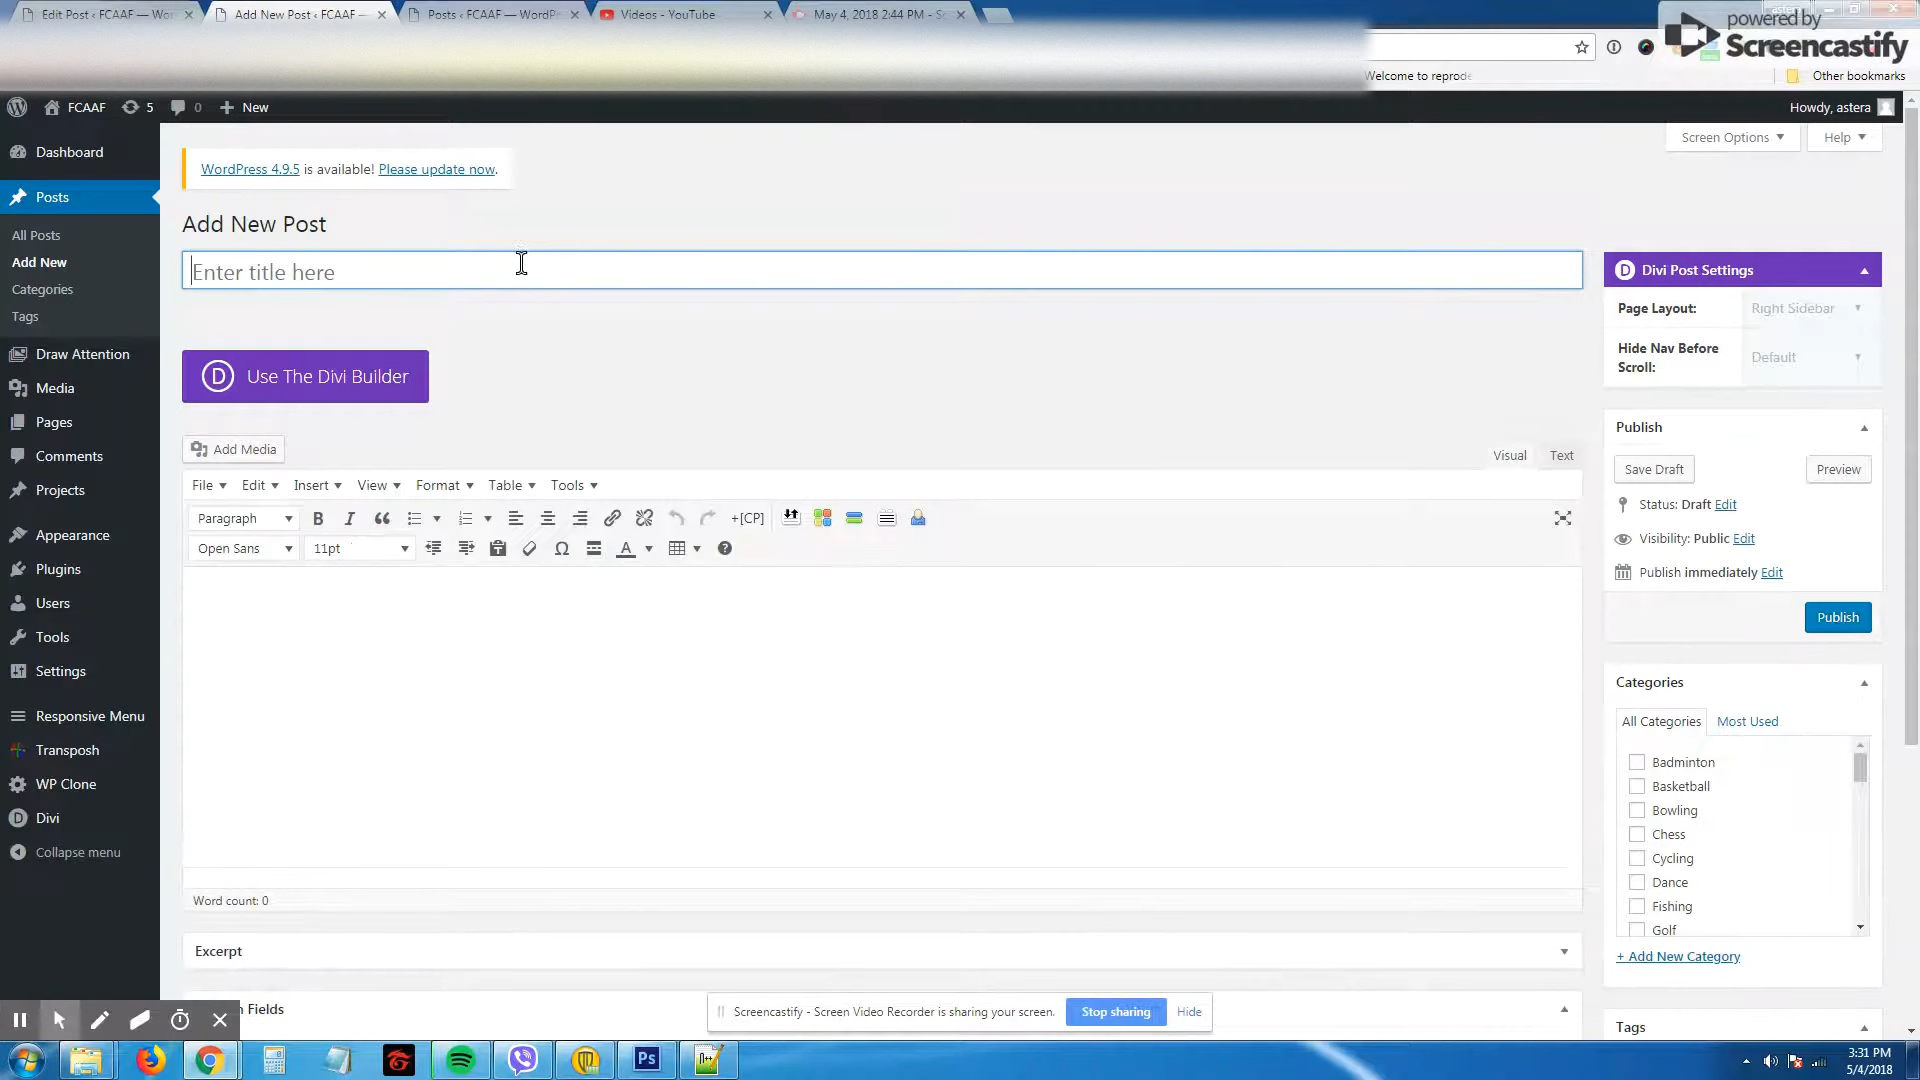 Edit Post ‹ FCAAF — WordP
Add New Post ‹ FCAAF —
Posts ‹ FCAAF — WordPr
Videos - YouTube
May 4, 2018 2:44 PM - Sc
powered by
Screencastify
Welcome to reprod
Other bookmarks
FCAAF
5
0
New
Howdy, astera
Screen Options
Help
Dashboard
WordPress 4.9.5 is available! Please update now.
Posts
Add New Post
All Posts
Enter title here
Add New
Categories
Tags
Divi Post Settings
Page Layout:
Right Sidebar
Hide Nav Before
Scroll:
Default
Draw Attention
Media
Pages
Comments
Projects
Appearance
Plugins
Users
Tools
Settings
Responsive Menu
Transposh
WP Clone
Divi
Collapse menu
Use The Divi Builder
Add Media
Visual
Text
File Edit Insert View Format Table Tools
Paragraph
+[CP]
Open Sans
11pt
Publish
Save Draft
Preview
Status: Draft Edit
Visibility: Public Edit
Publish immediately Edit
Publish
Categories
All Categories
Most Used
Badminton
Basketball
Bowling
Chess
Cycling
Dance
Fishing
Golf
+ Add New Category
Word count: 0
Excerpt
Fields
Screencastify - Screen Video Recorder is sharing your screen.
Stop sharing
Hide
Tags
Ps
3:31 PM
5/4/2018